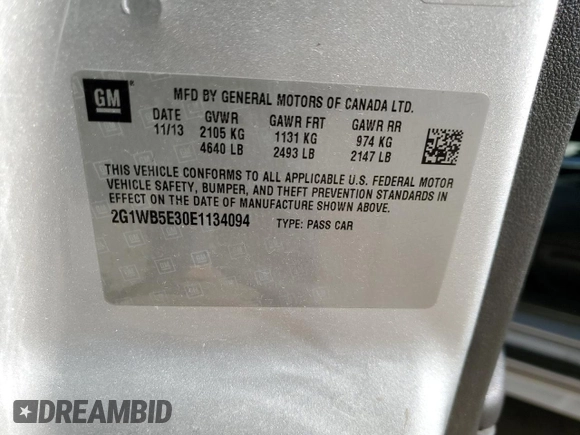 GM
MFD BY GENERAL MOTORS OF CANADA LTD.
DATE GVWR GAWR FRT GAWR RR
11/13 2105 KG 1131 KG 974 KG
4640 LB 2493 LB 2147 LB
THIS VEHICLE CONFORMS TO ALL APPLICABLE U.S. FEDERAL MOTOR
VEHICLE SAFETY, BUMPER, AND THEFT PREVENTION STANDARDS IN
EFFECT ON THE DATE OF MANUFACTURE SHOWN ABOVE.
2G1WB5E30E1134094 TYPE: PASS CAR
DREAMBID